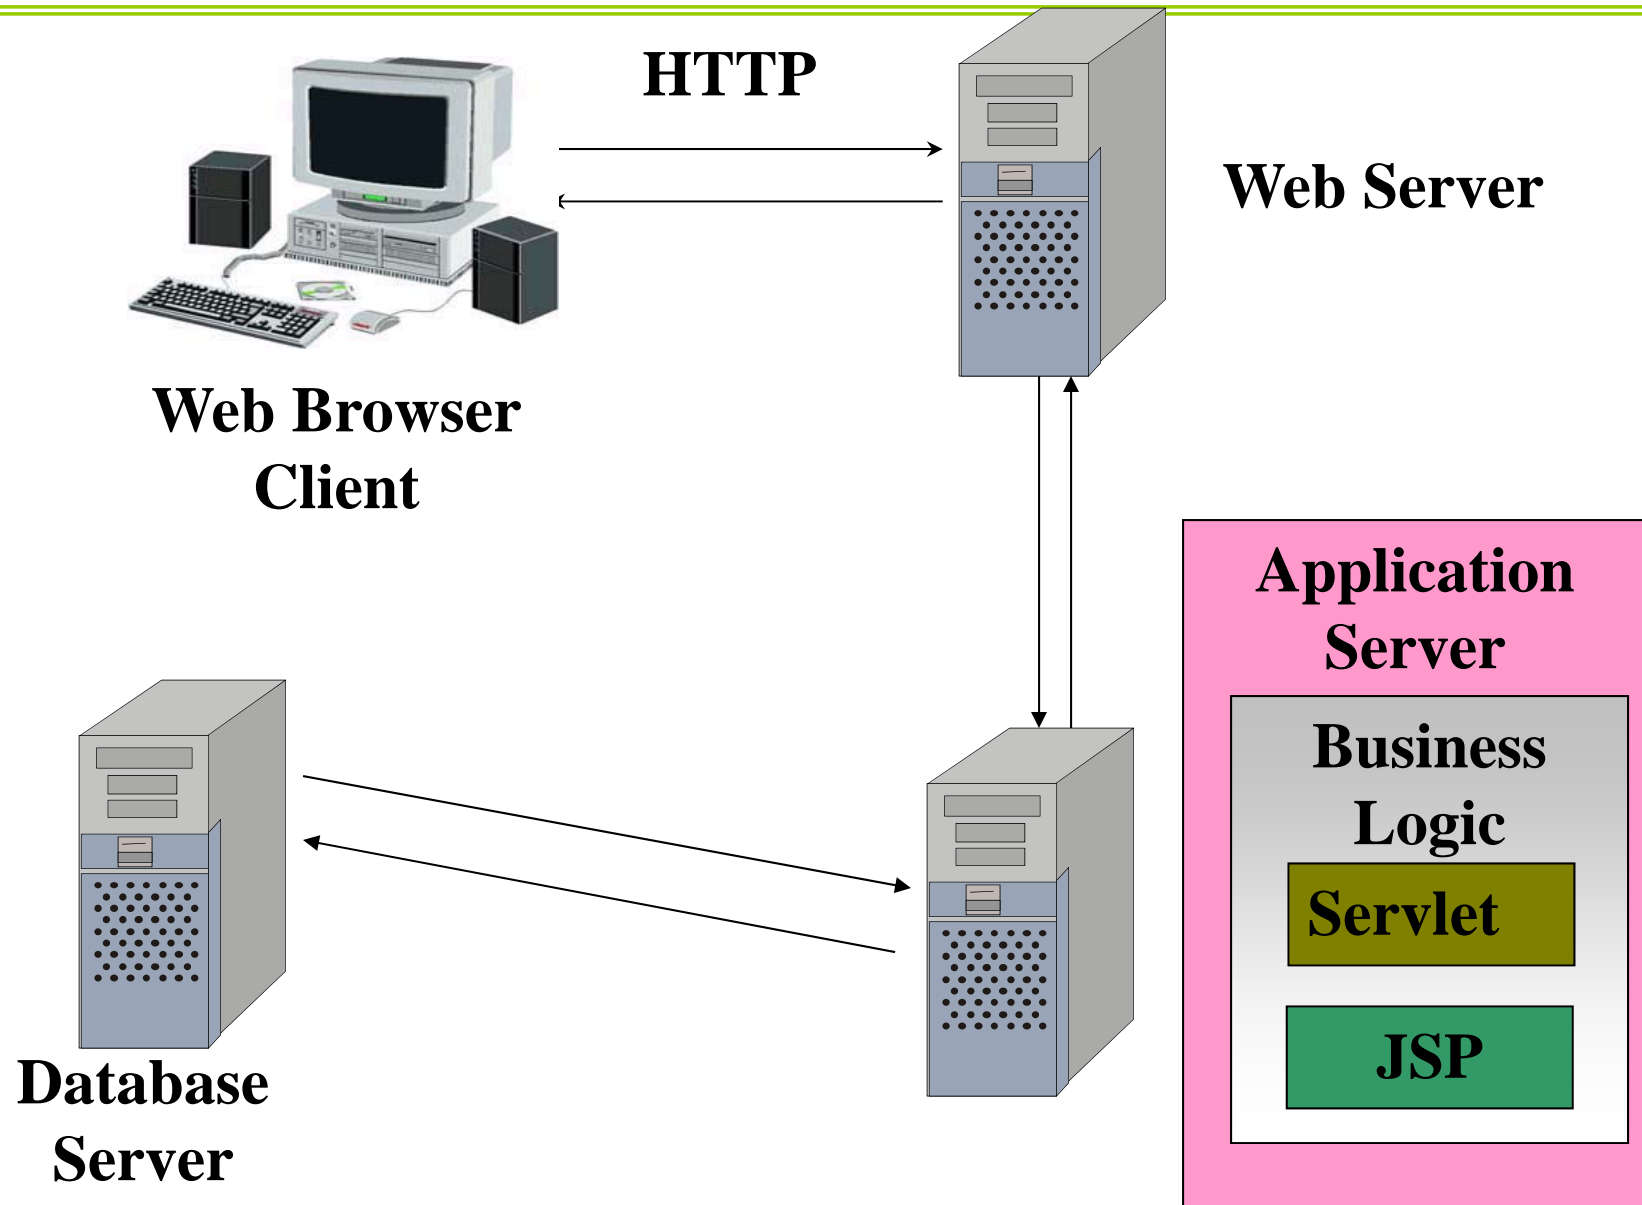 HTTP
Web Server
Web Browser
Client
Application
Server
Business
Logic
Servlet
JSP
Database
Server